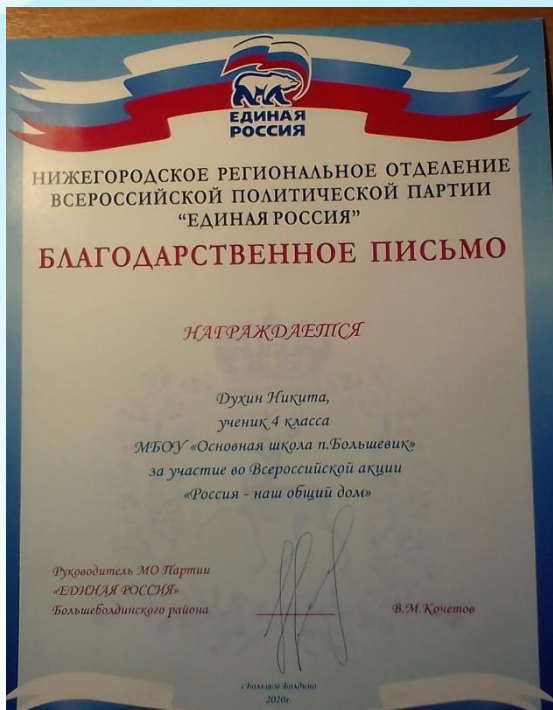 ЕДИНАЯ
РОССИЯ
НИЖЕГОРОДСКОЕ РЕГИОНАЛЬНОЕ ОТДЕЛЕНИЕ
ВСЕРОССИЙСКОЙ ПОЛИТИЧЕСКОЙ ПАРТИИ
“ЕДИНАЯ РОССИЯ”
БЛАГОДАРСТВЕННОЕ ПИСЬМО
НАГРАЖДАЕТСЯ
Духин Никита,
ученик 4 класса
МБОУ «Основная школа п.Большевик»
за участие во Всероссийской акции
«Россия - наш общий дом»
Руководитель МО Партии
«ЕДИНАЯ РОССИЯ»
Большеболдинского района
В.М.Кочетов
с.Большое Болдино
2020г.